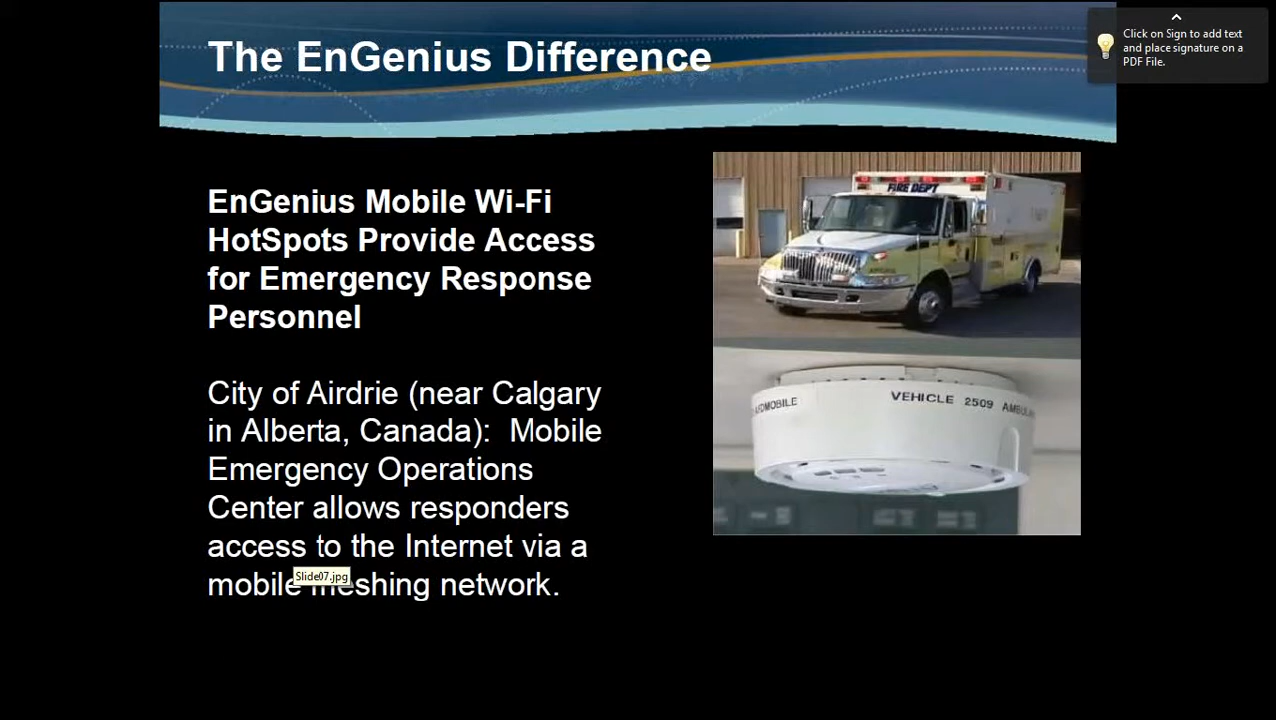 The EnGenius Difference
Click on Sign to add text
and place signature on a
PDF File.
EnGenius Mobile Wi-Fi
HotSpots Provide Access
for Emergency Response
Personnel
City of Airdrie (near Calgary
in Alberta, Canada): Mobile
Emergency Operations
Center allows responders
access to the Internet via a
mobile meshing network.
Slide07.jpg
FIRE DEPT
VEHICLE 2509